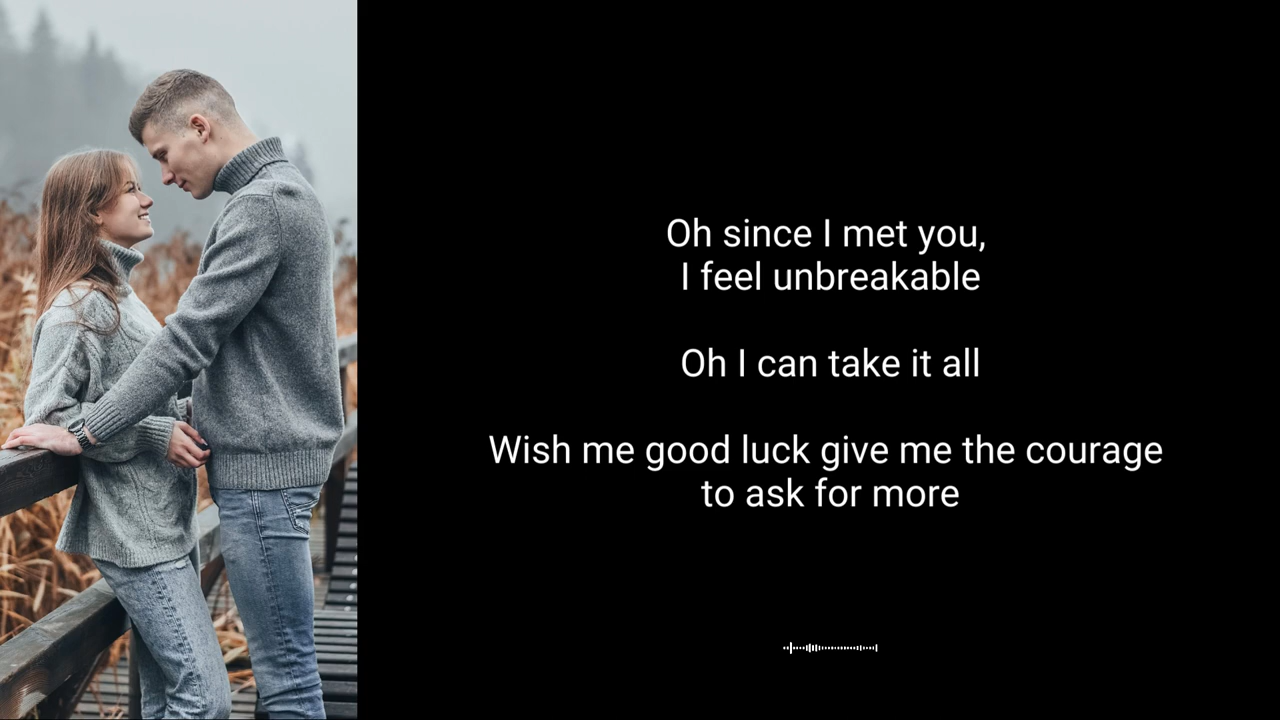 Oh since I met you,
I feel unbreakable
Oh I can take it all
Wish me good luck give me the courage
to ask for more